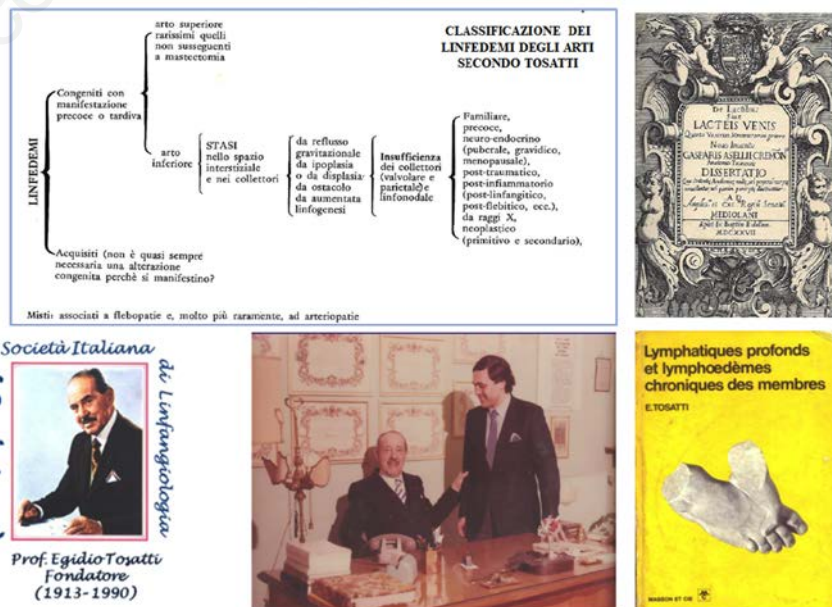 CLASSIFICAZIONE DEI
LINFEDEMI DEGLI ARTI
SECONDO TOSATTI
LINFEDEMI
Congeniti con
manifestazione
precoce o tardiva
arto superiore
rarissimi quelli
non susseguenti
a mastectomia
arto
inferiore
STASI
nello spazio
interstiziale
e nei collettori
da reflusso
gravitazionale
da ipoplasia
o da displasia
da ostacolo
da aumentata
linfogenesi
Insufficienza
dei collettori
(valvolare e
parietale) e
linfonodale
Familiare,
precoce,
neuro-endocrino
(puberale, gravidico,
menopausale),
post-traumatico,
post-infiammatorio
(post-linfangitico,
post-flebitico, ecc.),
da raggi X,
neoplastico
(primitivo e secondario),
Acquisiti (non è quasi sempre
necessaria una alterazione
congenita perchè si manifestino?
Misti: associati a flebopatie e, molto più raramente, ad arteriopatie
LACTEIS VENIS
GASPARIS ASELLII CREMON
DISSERTATIO
MEDIOLANI
Società Italiana
di Linfangiologia
Prof. Egidio Tosatti
Fondatore
(1913-1990)
Lymphatiques profonds
et lymphœdèmes
chroniques des membres
E.TOSATTI
MASSON ET CIE